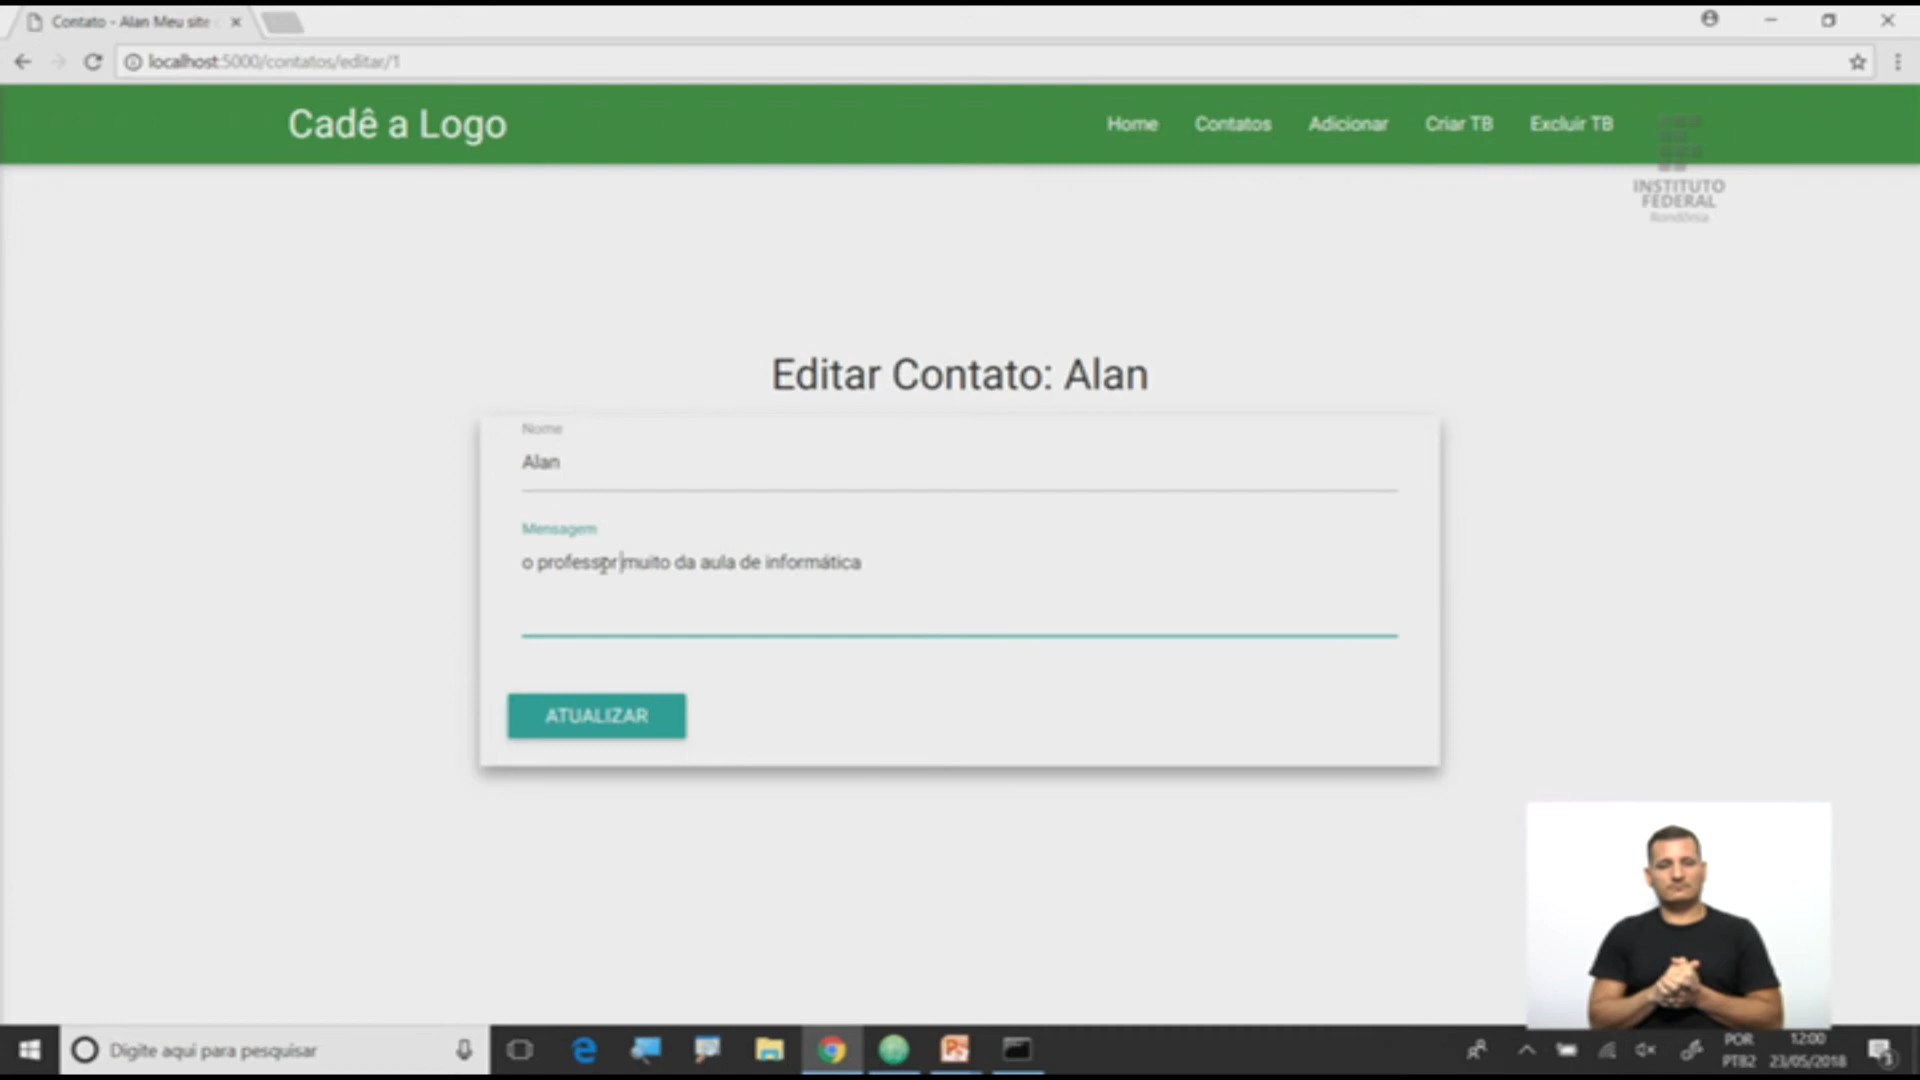 Contato - Alan Meu site
localhost:5000/contatos/editar/1
Cadê a Logo
Home Contatos Adicionar Criar TB Excluir TB
INSTITUTO
FEDERAL
Rondônia
Editar Contato: Alan
Nome
Alan
Mensagem
o professor muito da aula de informática
ATUALIZAR
Digite aqui para pesquisar
POR 12:00
PTB2 23/05/2018
3